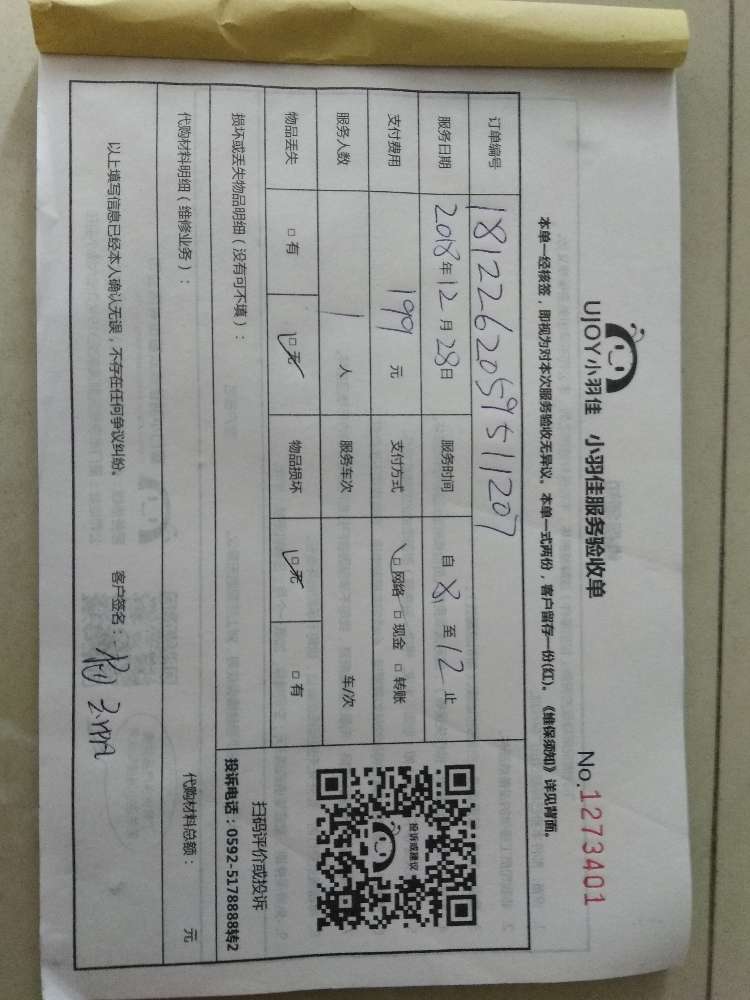 UJOY小羽佳 小羽佳服务验收单
No.1273401
本单一经核签，即视为对本次服务验收无异议。本单一式两份，客户留存一份(红)。《维保须知》详见背面。
订单编号 181226205951120​7
服务日期 2018年12月28日 服务时间 自 8 至 12 止
支付费用 199 元 支付方式 □网络 □现金 □转账
服务人数 1 人 服务车次 车/次
物品丢失 □有 □无 物品损坏 □无 □有
投诉或建议
扫码评价或投诉
投诉电话：0592-5178888转2
损坏或丢失物品明细（没有可不填）：
代购材料明细（维修业务）： 代购材料总额： 元
以上填写信息已经本人确认无误，不存在任何争议纠纷。 客户签名：